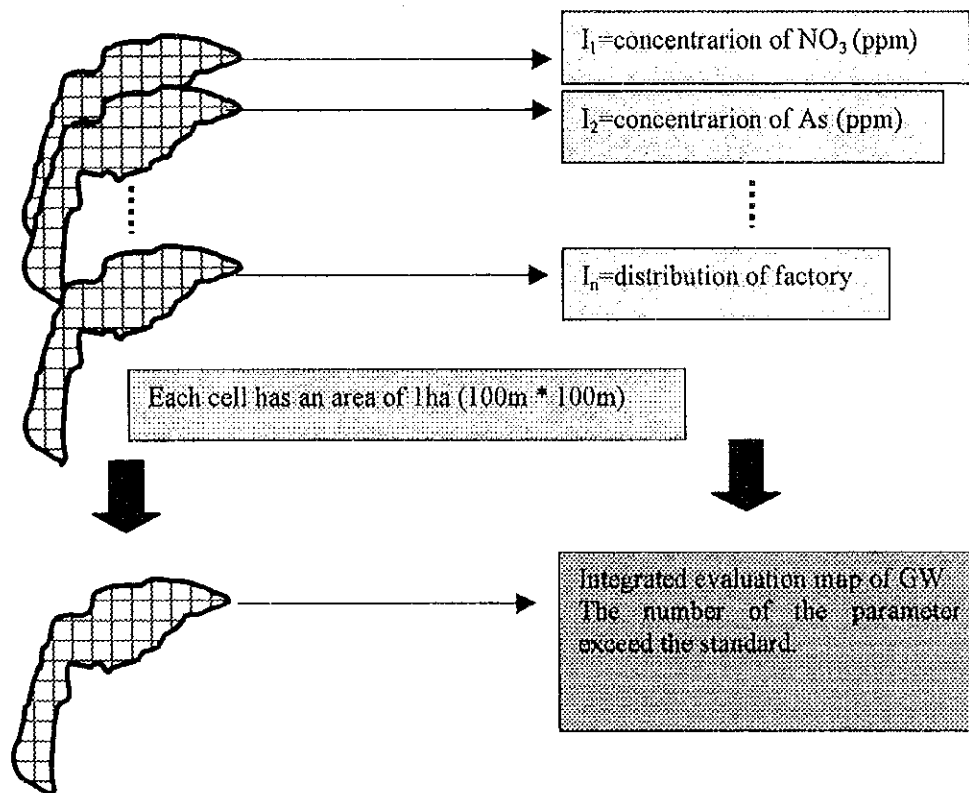 I₁=concentrarion of NO₃ (ppm)
I₂=concentrarion of As (ppm)
Iₙ=distribution of factory
Each cell has an area of 1ha (100m * 100m)
Integrated evaluation map of GW
The number of the parameter
exceed the standard.